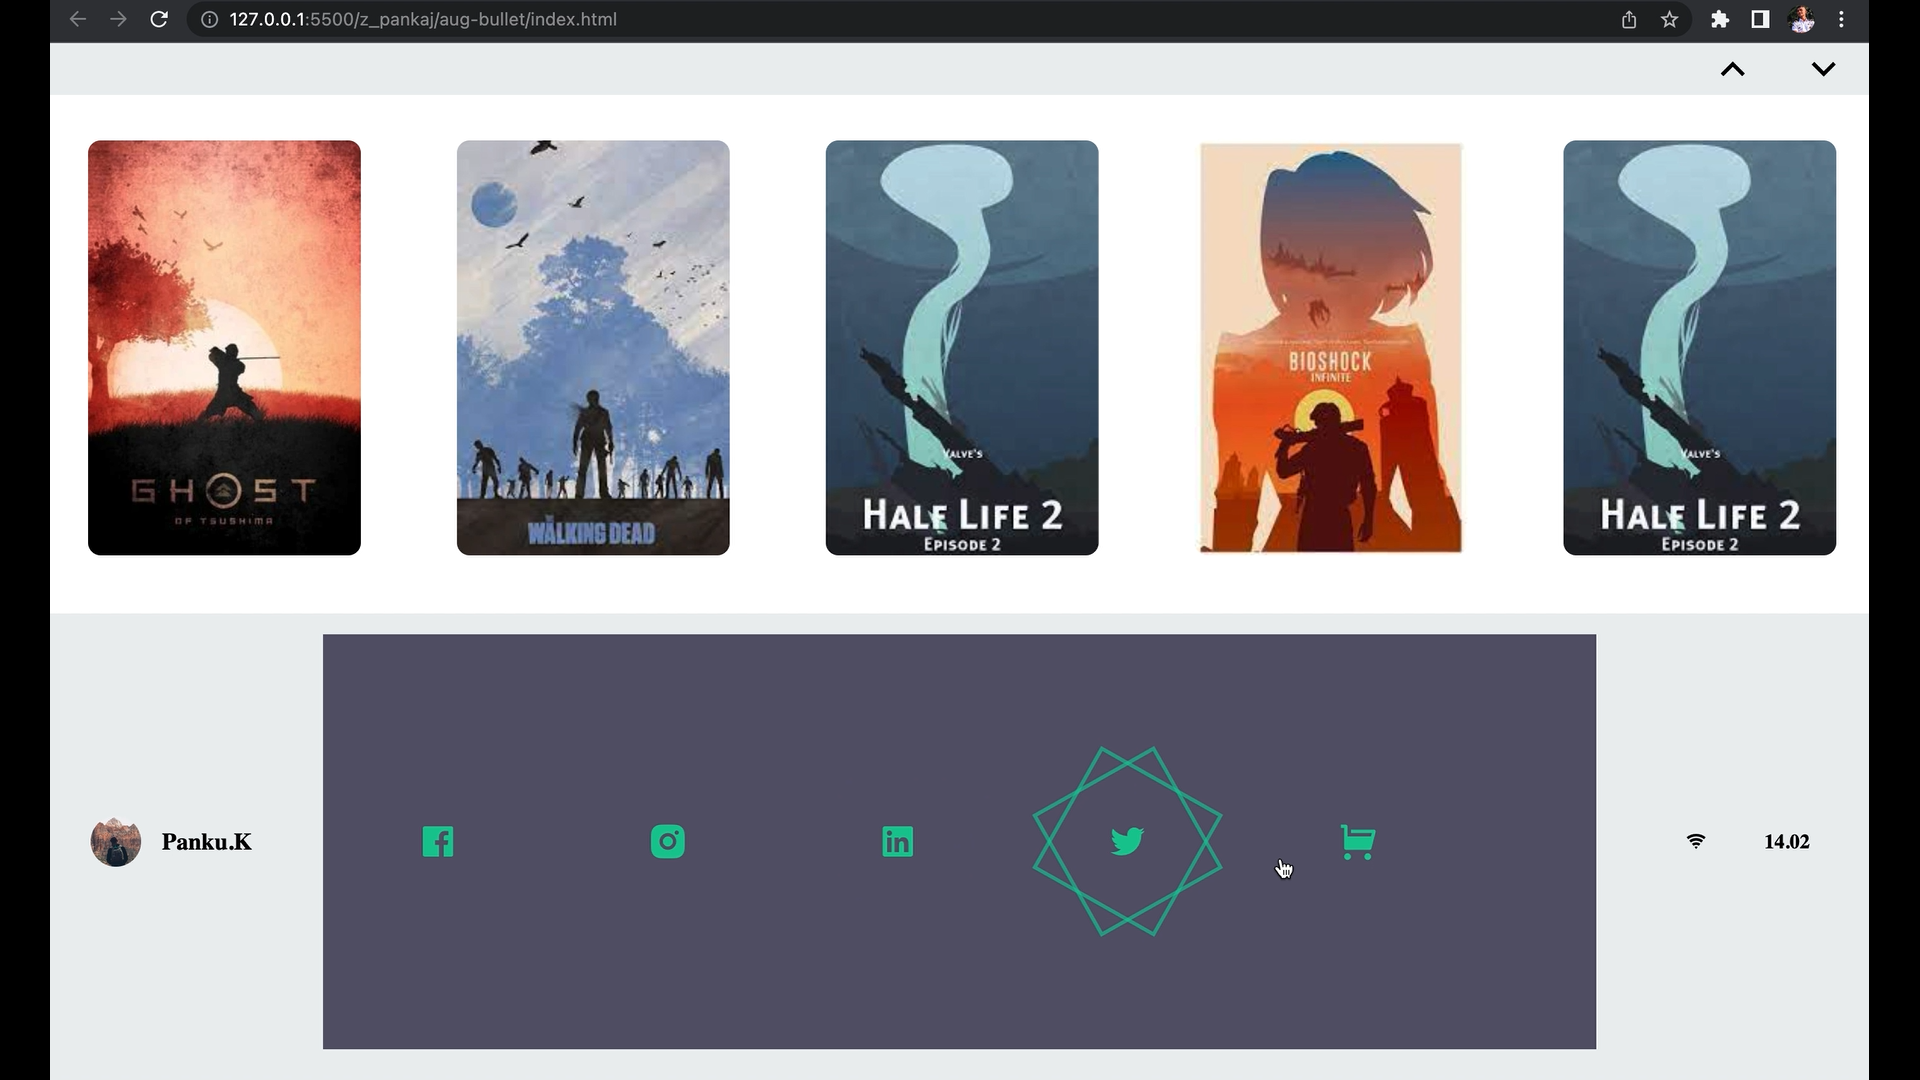 127.0.0.1:5500/z_pankaj/aug-bullet/index.html
GHOST
OF TSUSHIMA
THE
WALKING DEAD
VALVE'S
HALF LIFE 2
EPISODE 2
BIOSHOCK
INFINITE
VALVE'S
HALF LIFE 2
EPISODE 2
Panku.K
14.02